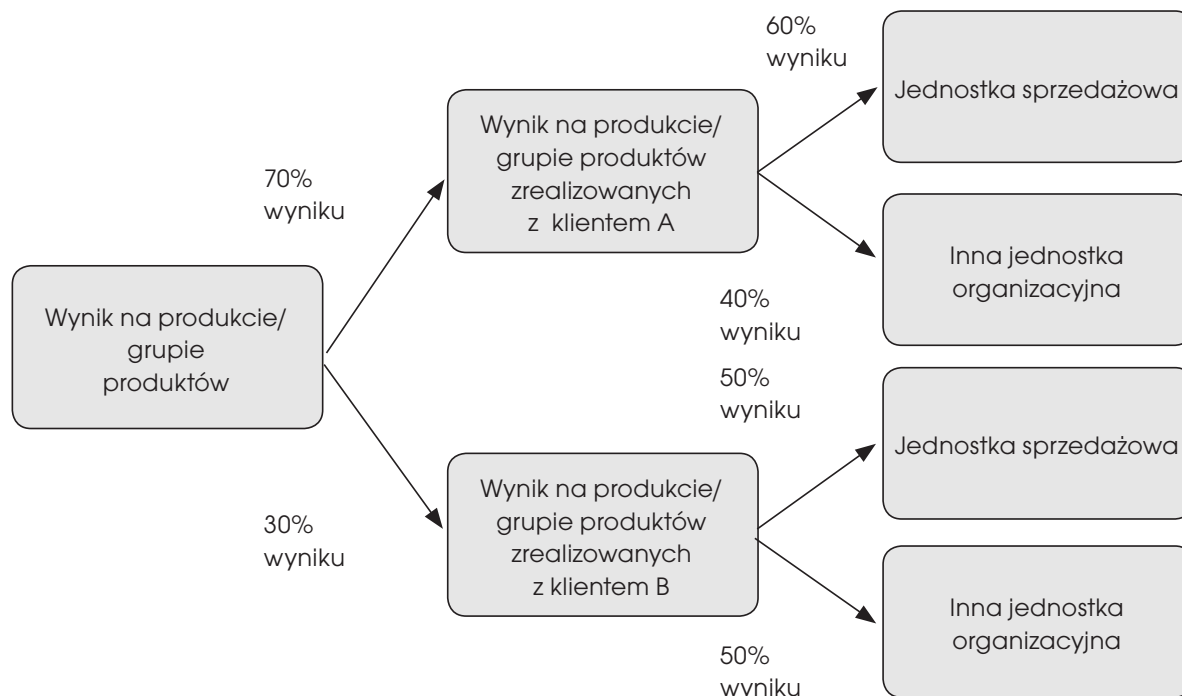 60%
wyniku
Jednostka sprzedażowa
Wynik na produkcie/
grupie produktów
zrealizowanych
z klientem A
70%
wyniku
Inna jednostka
organizacyjna
40%
wyniku
Wynik na produkcie/
grupie
produktów
50%
wyniku
Jednostka sprzedażowa
Wynik na produkcie/
grupie produktów
zrealizowanych
z klientem B
30%
wyniku
Inna jednostka
organizacyjna
50%
wyniku